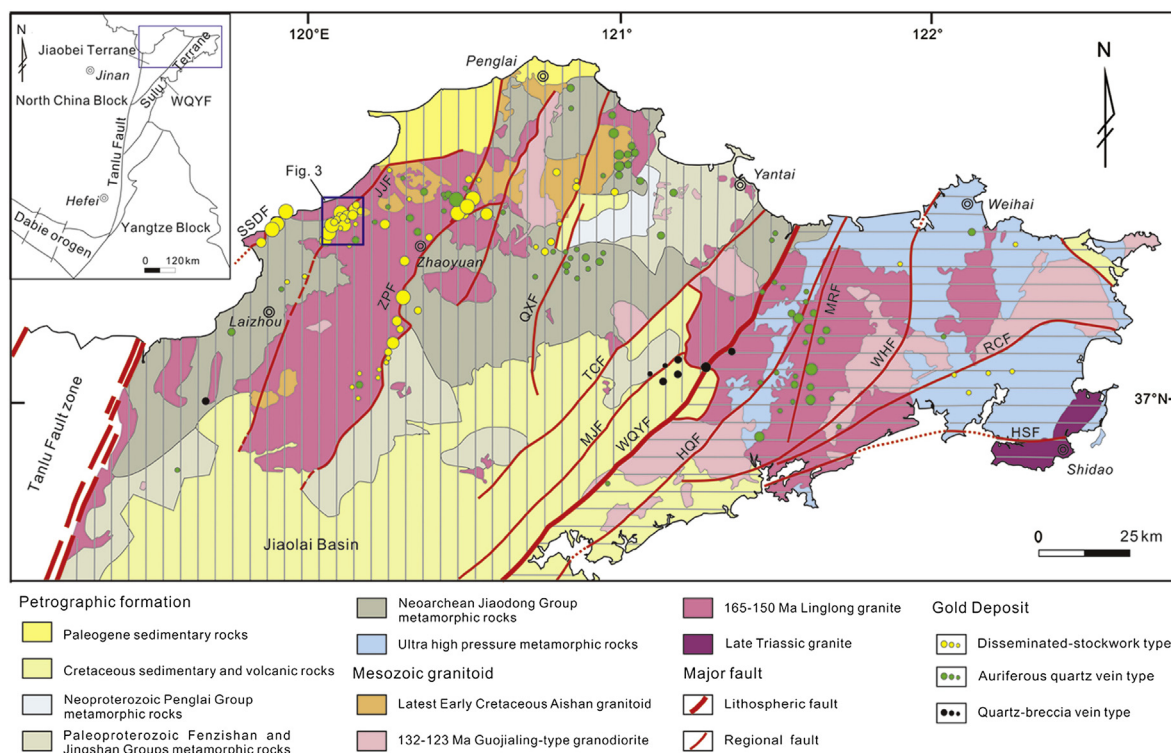 120°E
121°
122°
N
Jiaobei Terrane
Jinan
Sulu Terrane
North China Block
WQYF
Tanlu Fault
Hefei
Dabie orogen
Yangtze Block
0 120km
Penglai
N
Fig. 3
JJF
SSDF
Yantai
Weihai
Zhaoyuan
Laizhou
ZPF
QXF
MRF
WHF
RCF
TCF
MJF
WQYF
HQF
HSF
37°N
Tanlu Fault zone
Shidao
Jiaolai Basin
0 25 km
Petrographic formation
Paleogene sedimentary rocks
Cretaceous sedimentary and volcanic rocks
Neoproterozoic Penglai Group
metamorphic rocks
Paleoproterozoic Fenzishan and
Jingshan Groups metamorphic rocks
Neoarchean Jiaodong Group
metamorphic rocks
Ultra high pressure metamorphic rocks
Mesozoic granitoid
Latest Early Cretaceous Aishan granitoid
132-123 Ma Guojialing-type granodiorite
165-150 Ma Linglong granite
Late Triassic granite
Major fault
Lithospheric fault
Regional fault
Gold Deposit
Disseminated-stockwork type
Auriferous quartz vein type
Quartz-breccia vein type